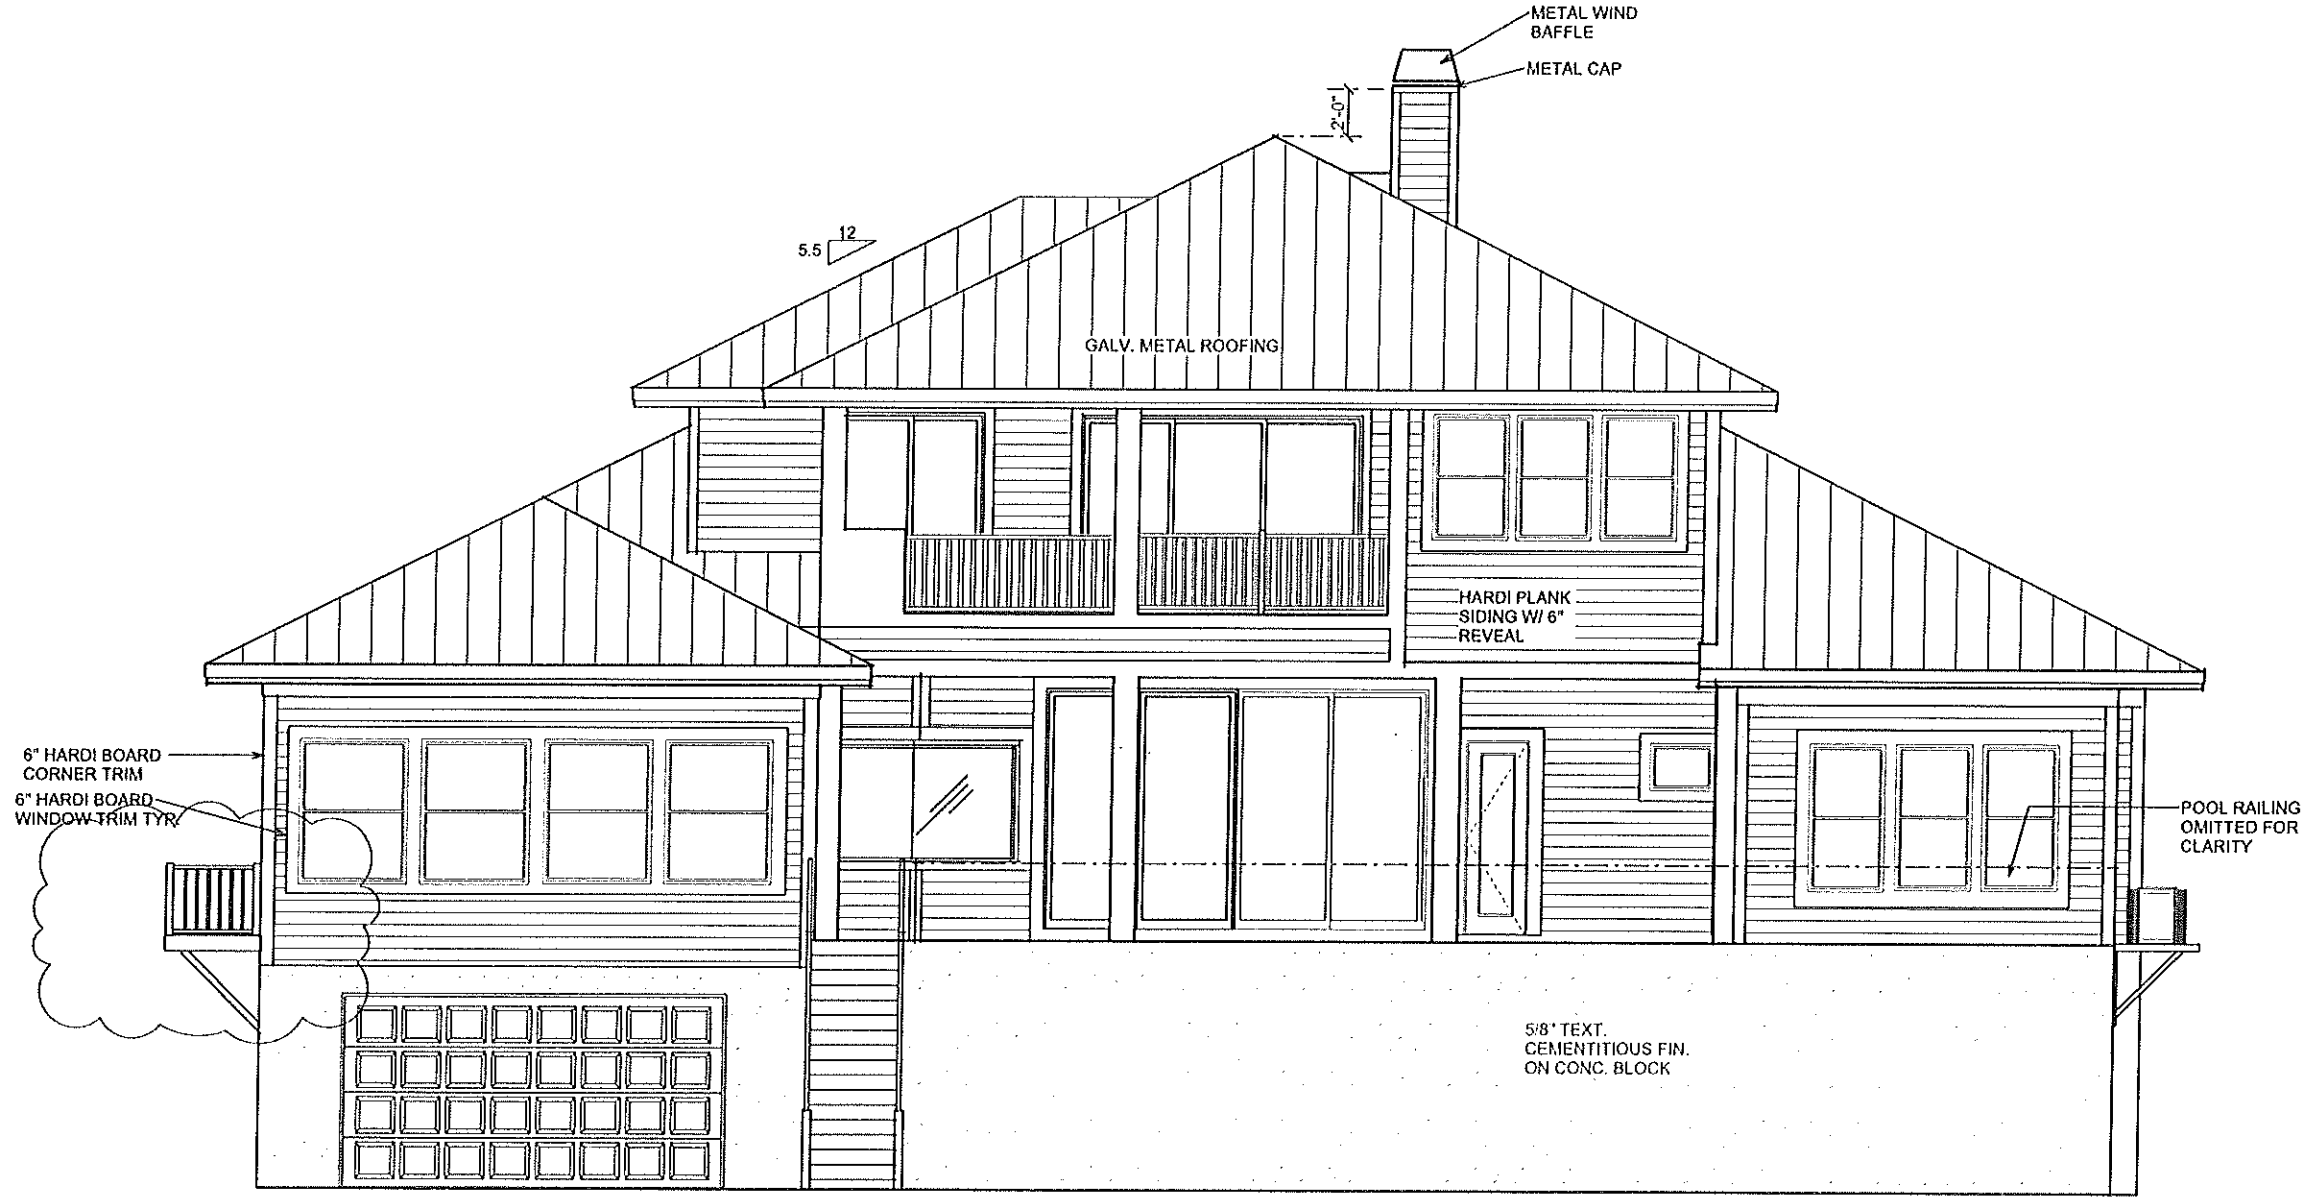 METAL WIND
BAFFLE
METAL CAP
2'-0"
12
5.5
GALV. METAL ROOFING
HARDI PLANK
SIDING W/ 6"
REVEAL
6" HARDI BOARD
CORNER TRIM
6" HARDI BOARD
WINDOW TRIM TYP.
POOL RAILING
OMITTED FOR
CLARITY
5/8" TEXT.
CEMENTITIOUS FIN.
ON CONC. BLOCK